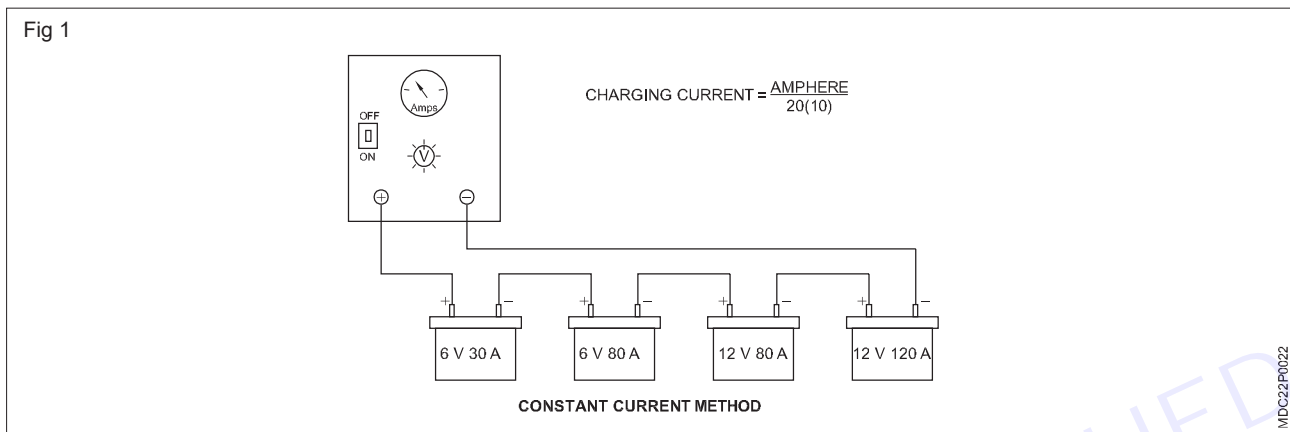 Fig 1
Amps
OFF
ON
V
+ −
CHARGING CURRENT = AMPHERE
20(10)
+ − + − + − + −
6 V 30 A 6 V 80 A 12 V 80 A 12 V 120 A
CONSTANT CURRENT METHOD
MDC22P0022